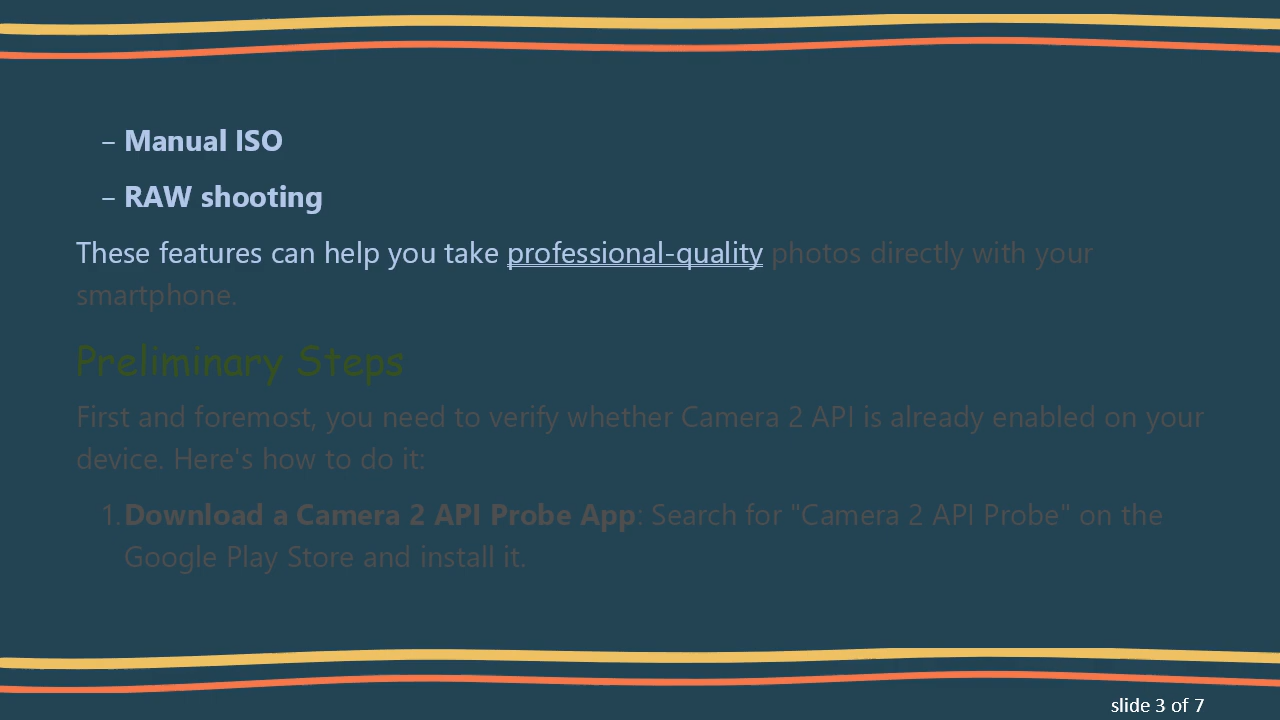 – Manual ISO
– RAW shooting
These features can help you take professional-quality photos directly with your
smartphone.
Preliminary Steps
First and foremost, you need to verify whether Camera 2 API is already enabled on your
device. Here's how to do it:
1. Download a Camera 2 API Probe App: Search for "Camera 2 API Probe" on the
Google Play Store and install it.
slide 3 of 7